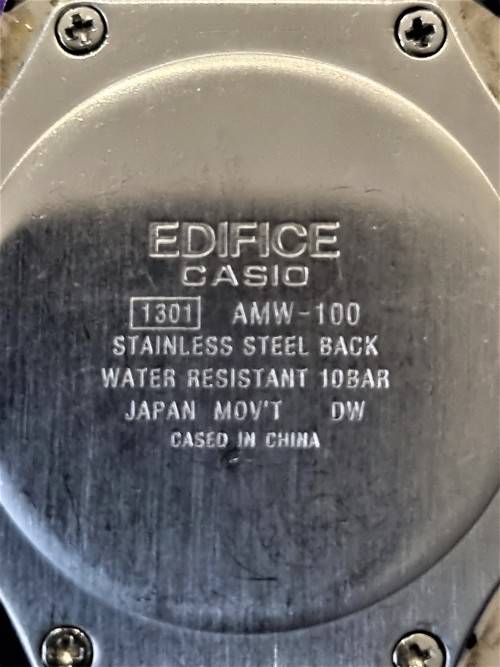 EDIFICE
CASIO
1301 AMW-100
STAINLESS STEEL BACK
WATER RESISTANT 10BAR
JAPAN MOV'T DW
CASED IN CHINA